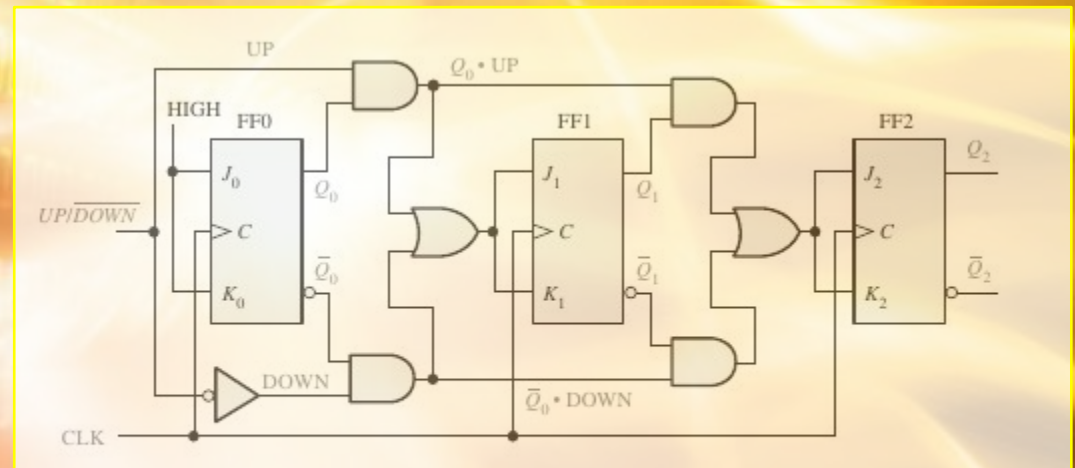 UP
Q₀ • UP
HIGH
FF0
FF1
FF2
J₀
Q₀
J₁
Q₁
J₂
Q₂
UP/D̅O̅W̅N̅
C
C
C
Q̅₀
Q̅₁
Q̅₂
K₀
K₁
K₂
DOWN
Q̅₀ • DOWN
CLK